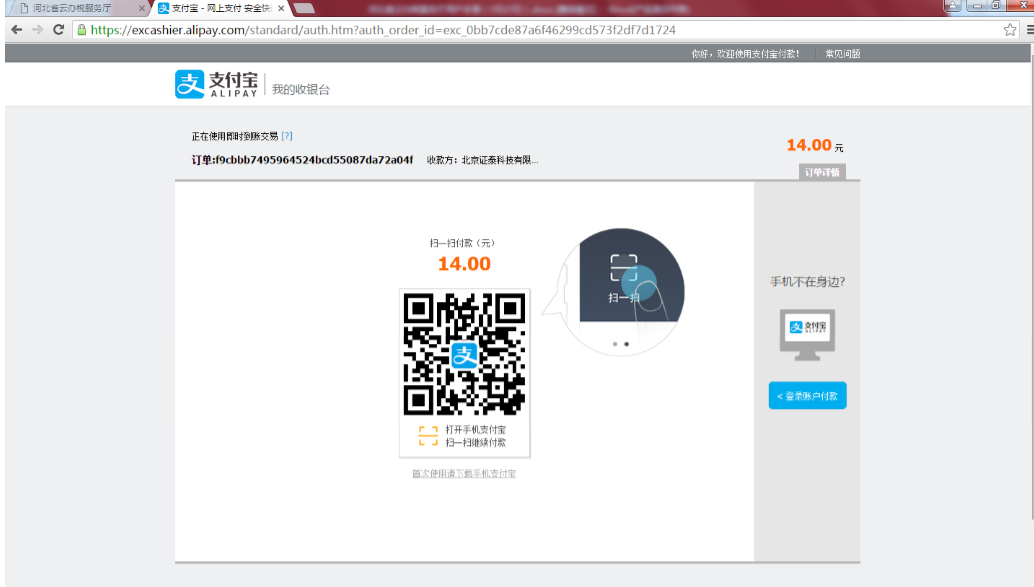 河北省云办税服务厅
支付宝 - 网上支付 安全快
https://excashier.alipay.com/standard/auth.htm?auth_order_id=exc_0bb7cde87a6f46299cd573f2df7d1724
你好，欢迎使用支付宝付款！ 常见问题
支付宝 ALIPAY 我的收银台
正在使用即时到账交易 [?]
14.00 元
订单:f9cbbb7495964524bcd55087da72a04f 收款方：北京证泰科技有限...
订单详情
扫一扫付款（元）
14.00
扫一扫
支
打开手机支付宝
扫一扫继续付款
首次使用请下载手机支付宝
手机不在身边?
支付宝
ALIPAY
< 登录账户付款